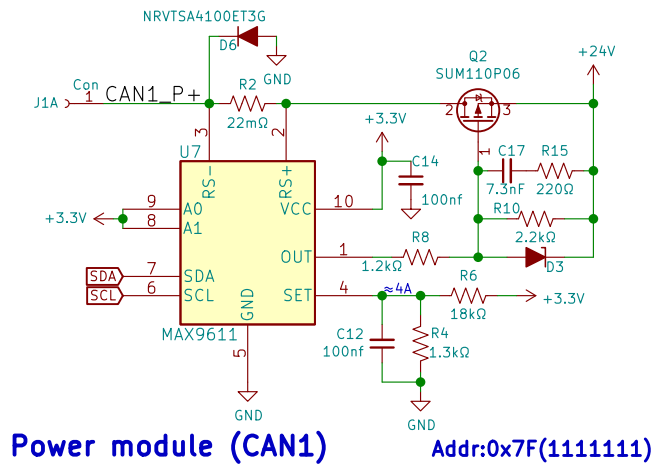 NRVTSA4100ET3G
D6
GND
Q2
SUM110P06
+24V
Con
J1A
1
CAN1_P+
R2
22mΩ
2
3
1
3
2
U7
RS-
RS+
+3.3V
C14
100nf
C17
7.3nF
R15
220Ω
9
A0
8
A1
+3.3V
VCC
10
R10
2.2kΩ
OUT
1
R8
1.2kΩ
D3
SDA
7
SDA
SCL
6
SCL
SET
4
≈4A
R6
18kΩ
+3.3V
GND
MAX9611
5
C12
100nf
R4
1.3kΩ
GND
GND
GND
Power module (CAN1)
Addr:0x7F(1111111)